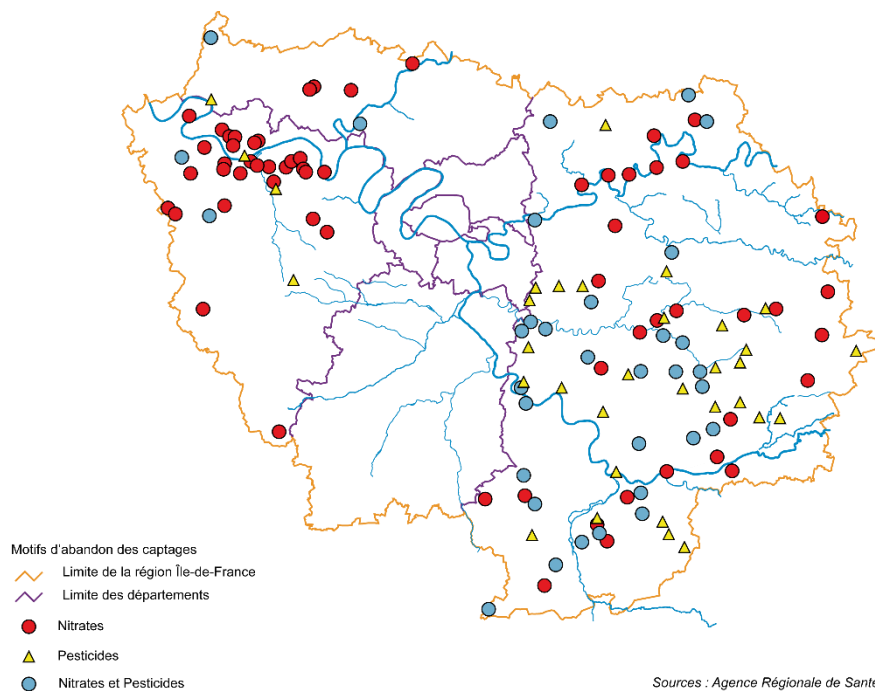 Motifs d'abandon des captages
Limite de la région Île-de-France
Limite des départements
Nitrates
Pesticides
Nitrates et Pesticides
Sources : Agence Régionale de Santé